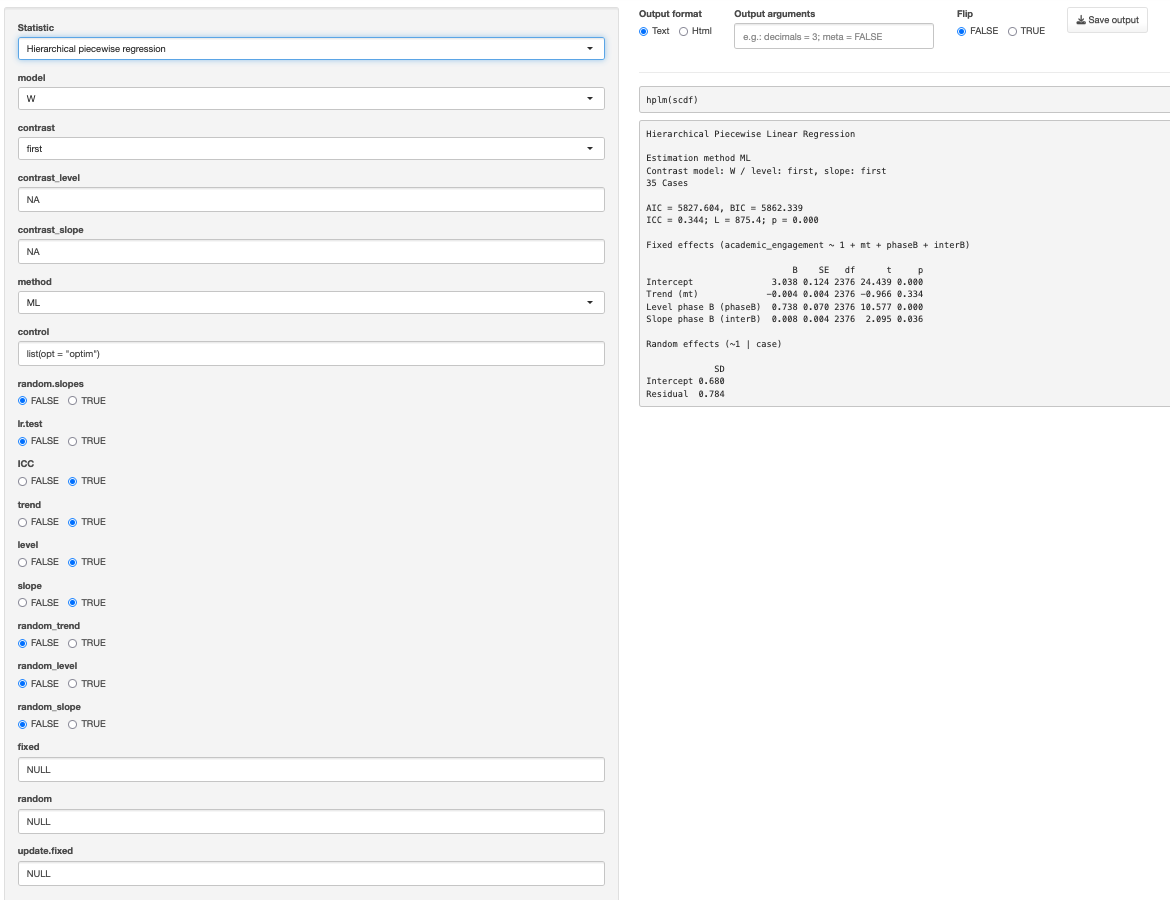 Statistic
Hierarchical piecewise regression
model
W
contrast
first
contrast_level
NA
contrast_slope
NA
method
ML
control
list(opt = "optim")
random.slopes
FALSE TRUE
lr.test
FALSE TRUE
ICC
FALSE TRUE
trend
FALSE TRUE
level
FALSE TRUE
slope
FALSE TRUE
random_trend
FALSE TRUE
random_level
FALSE TRUE
random_slope
FALSE TRUE
fixed
NULL
random
NULL
update.fixed
NULL
Output format
Text Html
Output arguments
e.g.: decimals = 3; meta = FALSE
Flip
FALSE TRUE
Save output
hplm(scdf)
Hierarchical Piecewise Linear Regression
Estimation method ML
Contrast model: W / level: first, slope: first
35 Cases
AIC = 5827.604, BIC = 5862.339
ICC = 0.344; L = 875.4; p = 0.000
Fixed effects (academic_engagement ~ 1 + mt + phaseB + interB)
B SE df t p
Intercept 3.038 0.124 2376 24.439 0.000
Trend (mt) -0.004 0.004 2376 -0.966 0.334
Level phase B (phaseB) 0.738 0.070 2376 10.577 0.000
Slope phase B (interB) 0.008 0.004 2376 2.095 0.036
Random effects (~1 | case)
SD
Intercept 0.680
Residual 0.784